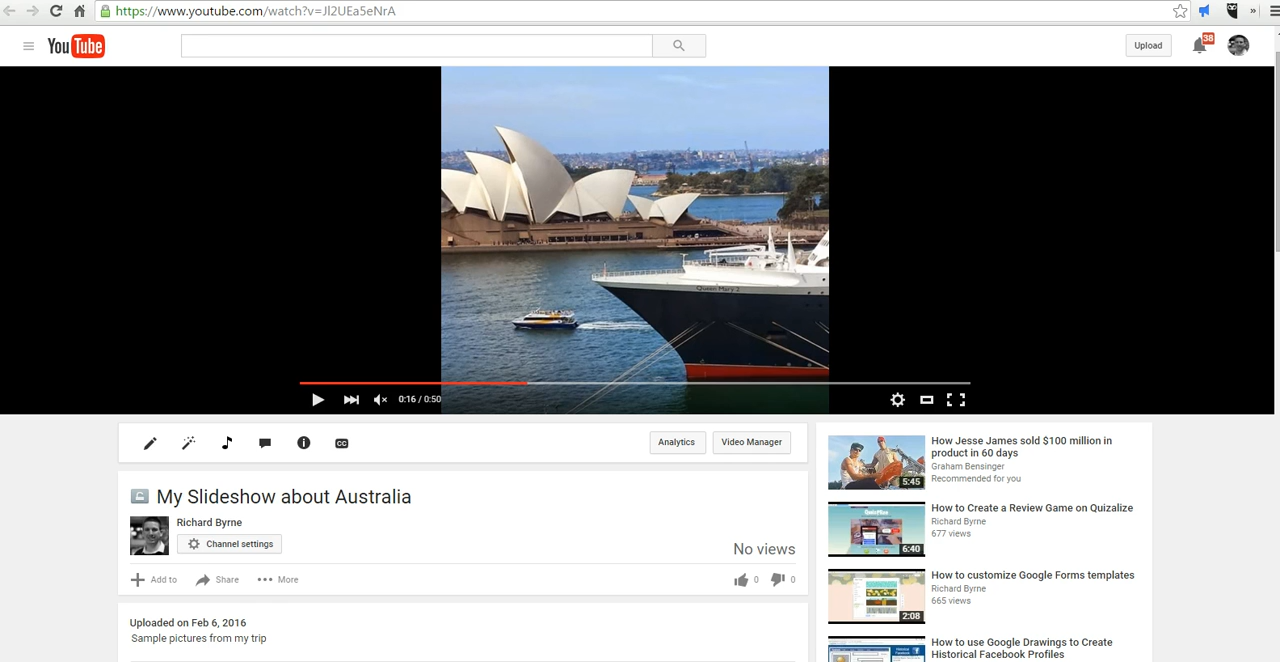 https://www.youtube.com/watch?v=Jl2UEa5eNrA
»
YouTube
Upload
38
Queen Mary 2
0:16 / 0:50
CC
Analytics
Video Manager
My Slideshow about Australia
Richard Byrne
Channel settings
No views
Add to
Share
More
0
0
Uploaded on Feb 6, 2016
Sample pictures from my trip
5:45
How Jesse James sold $100 million in
product in 60 days
Graham Bensinger
Recommended for you
6:40
How to Create a Review Game on Quizalize
Richard Byrne
677 views
2:08
How to customize Google Forms templates
Richard Byrne
665 views
How to use Google Drawings to Create
Historical Facebook Profiles